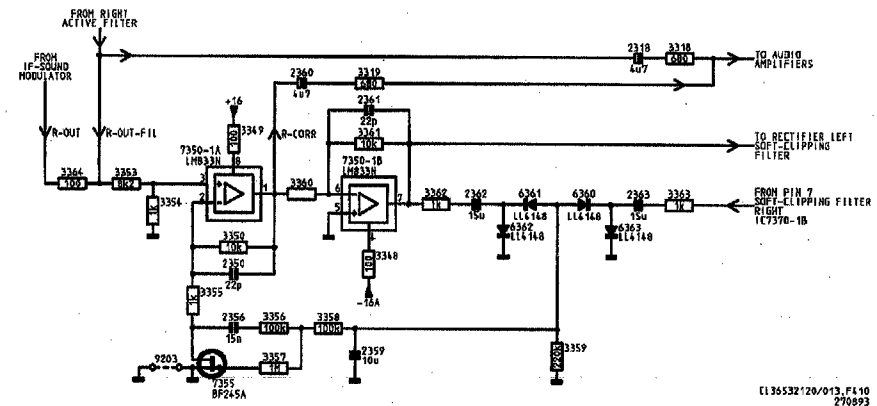 FROM RIGHT
ACTIVE FILTER
FROM
IF-SOUND
MODULATOR
2318
4u7
3318
680
TO AUDIO
AMPLIFIERS
2360
4u7
3319
680
+16
100
3349
R-OUT
R-OUT-FIL
R-CORR
2361
22p
3361
10k
TO RECTIFIER LEFT
SOFT-CLIPPING
FILTER
7350-1A
LM833N
8
7350-1B
LM833N
3364
100
3353
8k2
3
2
1
3360
6
5
7
4
3354
1k
3362
1k
2362
15u
6361
LL4148
6360
LL4148
2363
15u
3363
1k
FROM PIN 7
SOFT-CLIPPING FILTER
RIGHT
IC7370-1B
6362
LL4148
6363
LL4148
3350
10k
2350
22p
100
3348
-16A
1k
3355
2356
15n
3356
100k
3358
100k
3357
1M
2359
10u
220k
3359
9203
7355
BF245A
CL36532120/013.F410
270893